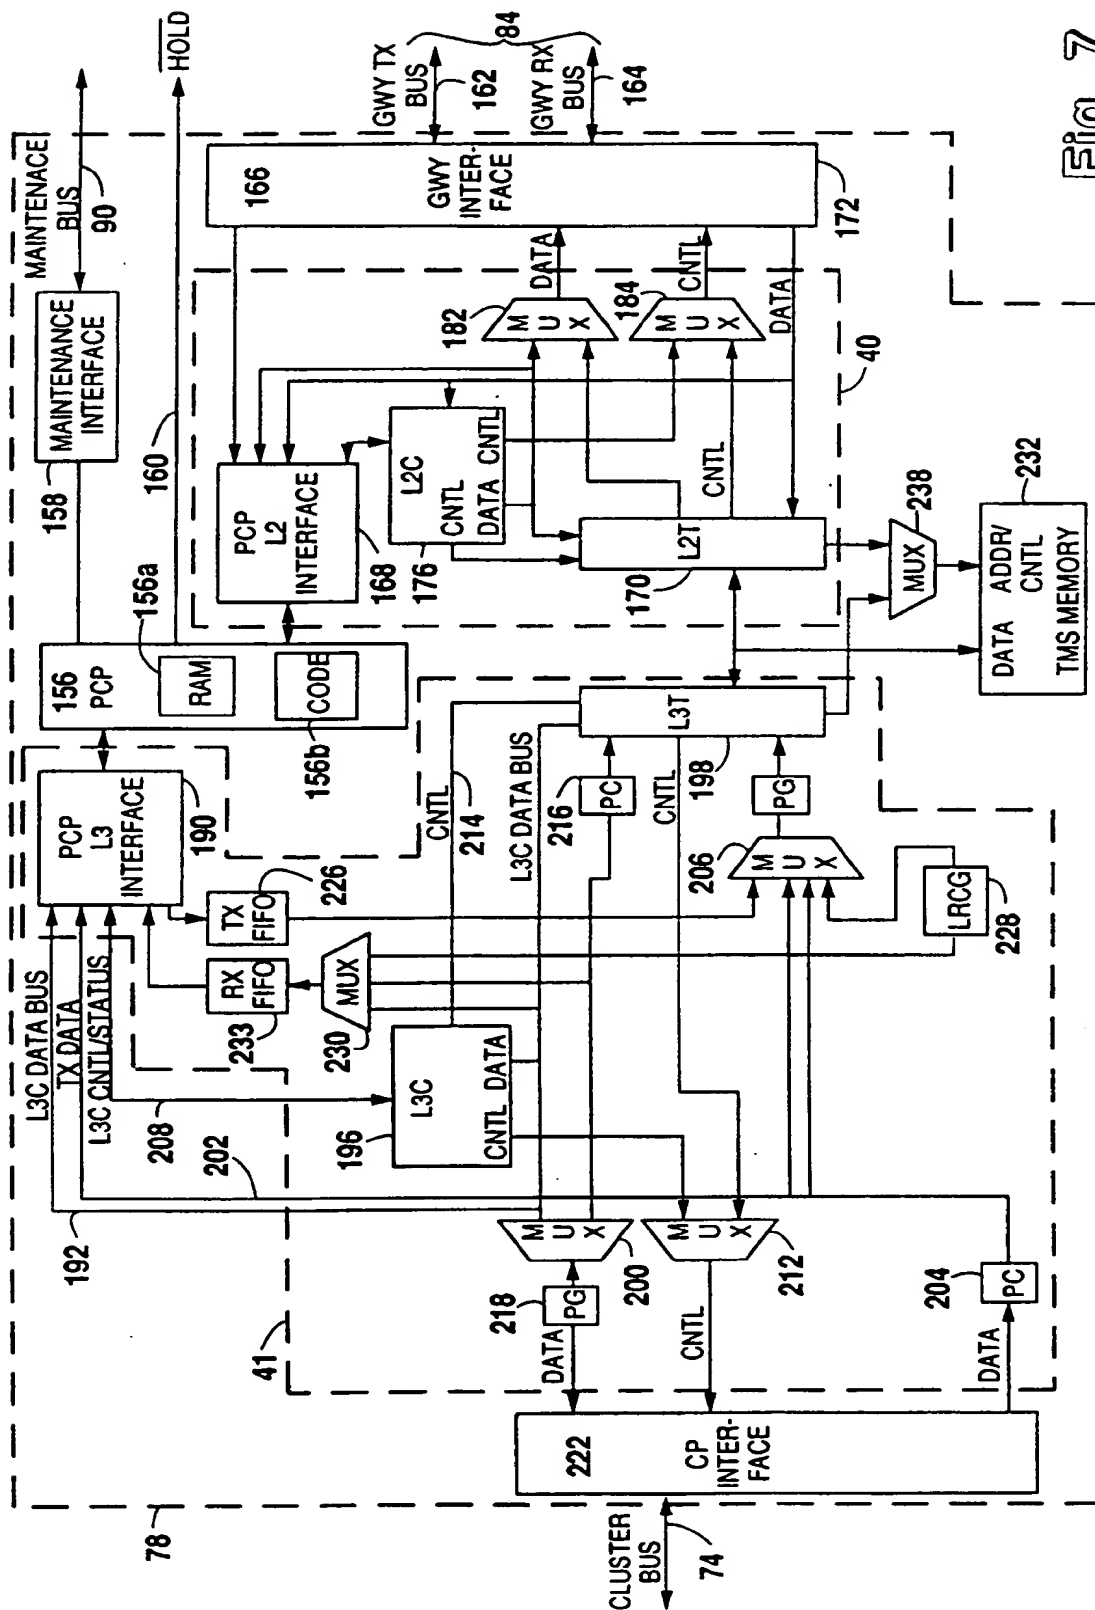 78
MAINTENACE
BUS
90
158
MAINTENANCE
INTERFACE
HOLD
160
156
PCP
156a
RAM
CODE
156b
GWY TX
BUS
162
84
GWY RX
BUS
164
166
GWY
INTER-
FACE
172
PCP
L2
INTERFACE
168
L2C
CNTL
DATA CNTL
176
182
M
U
X
DATA
184
M
U
X
CNTL
DATA
L2T
170
CNTL
40
MUX
238
DATA ADDR/
CNTL
TMS MEMORY
232
PCP
L3
INTERFACE
190
L3C DATA BUS
TX DATA
L3C CNTL/STATUS
192
202
208
TX
FIFO
226
RX
FIFO
233
MUX
230
L3C
CNTL DATA
196
CNTL
214
L3C DATA BUS
L3T
198
216
PC
CNTL
PG
206
M
U
X
LRCG
228
M
U
X
200
M
U
X
212
218
PG
DATA
CNTL
204
PC
DATA
41
222
CP
INTER-
FACE
CLUSTER
BUS
74
Fig. 7